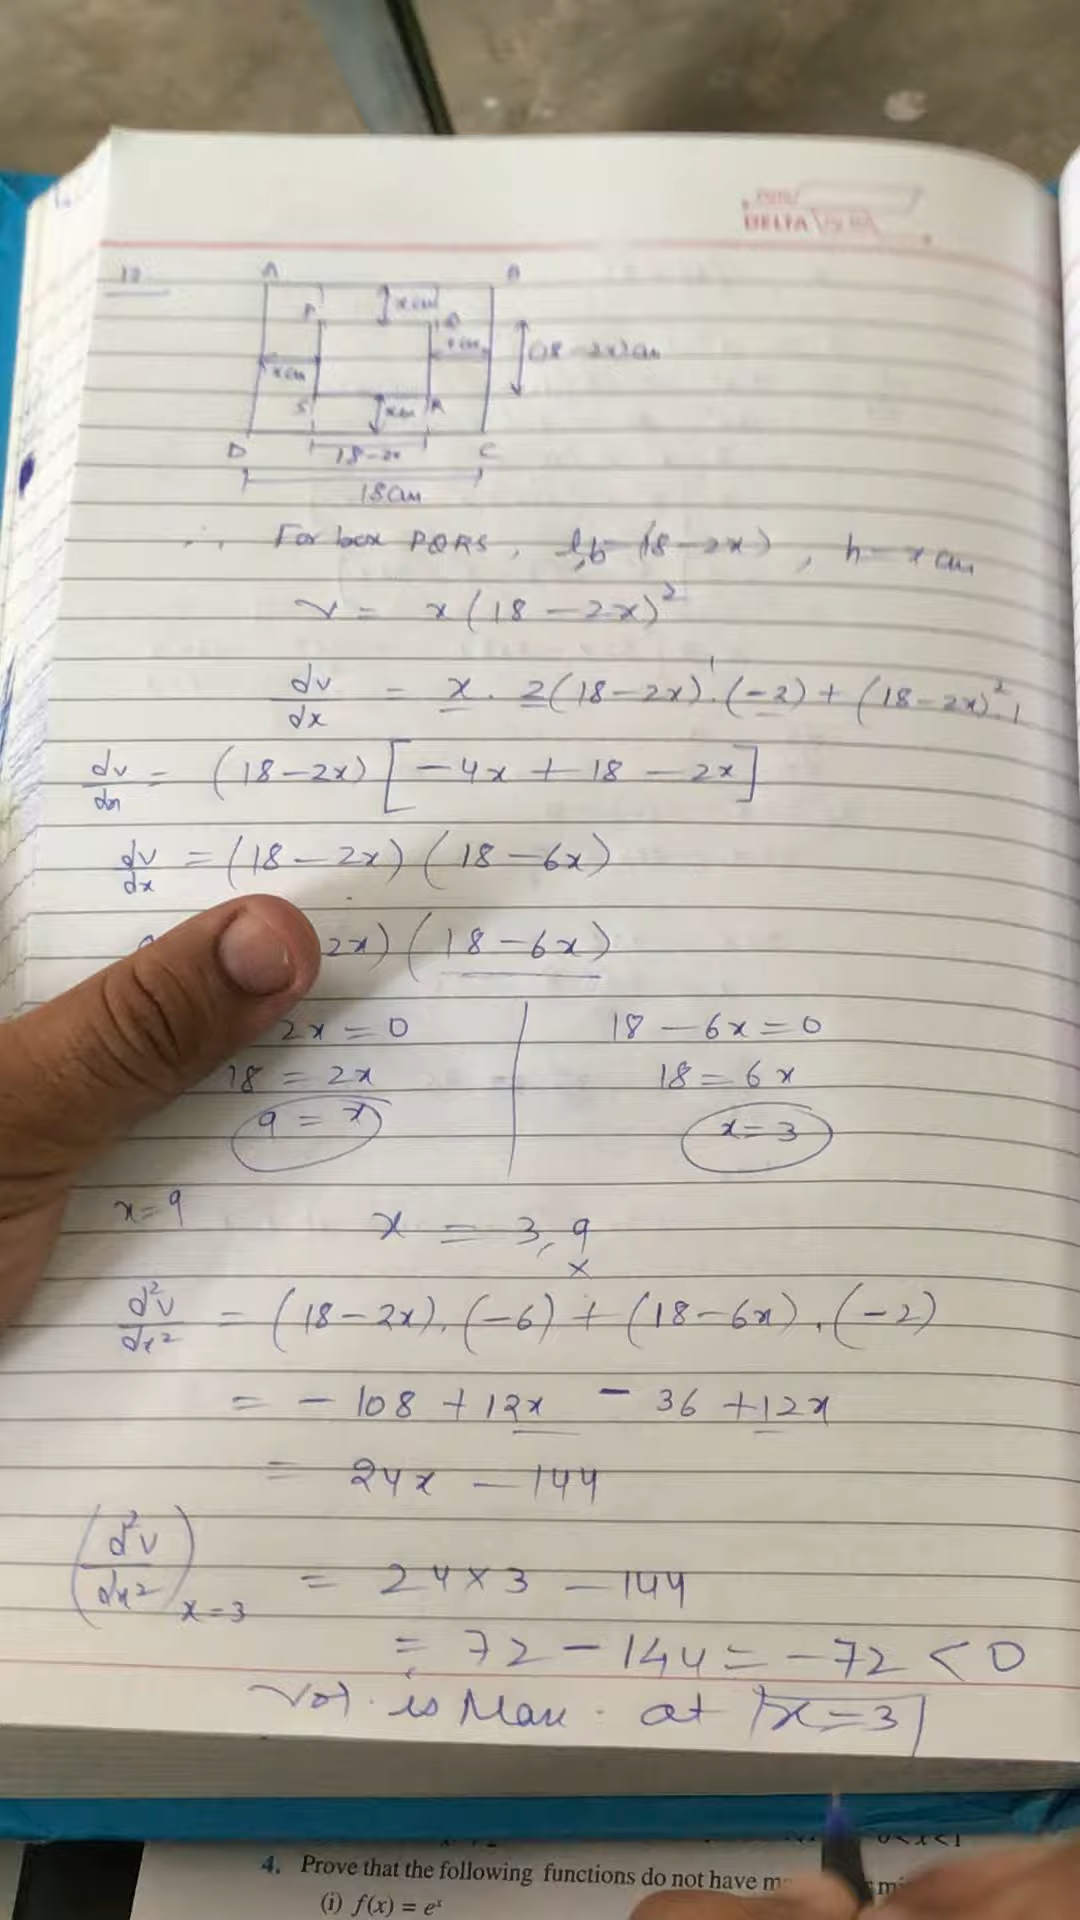 DELTA
A
x cm
x cm
(18-2x)cm
x cm
S x cm R
D 18-2x C
18cm
∴ For box PQRS, l,b=(18-2x), h=x cm
v = x(18-2x)²
dv/dx = x . 2(18-2x)¹.(-2)+(18-2x)².1
dv/dx = (18-2x)[-4x+18-2x]
dv/dx = (18-2x)(18-6x)
2x)(18-6x)
2x=0 18-6x=0
18=2x 18=6x
9=x x=3
x=9 x = 3, 9
×
d²v/dx² = (18-2x).(-6)+(18-6x).(-2)
= -108+12x - 36+12x
= 24x-144
(d²v/dx²)x=3 = 24×3-144
= 72-144=-72<0
Vol. is Max. at x=3
0<x<1
4. Prove that the following functions do not have
(i) f(x) = eˣ